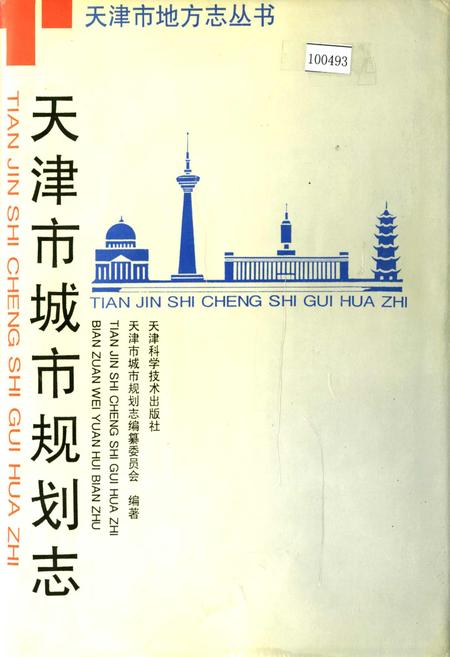 天津市地方志丛书
100493
天津市城市规划志
TIAN JIN SHI CHENG SHI GUI HUA ZHI
TIAN JIN SHI CHENG SHI GUI HUA ZHI
天津科学技术出版社
天津市城市规划志编纂委员会 编著
TIAN JIN SHI CHENG SHI GUI HUA ZHI
BIAN ZUAN WEI YUAN HUI BIAN ZHU